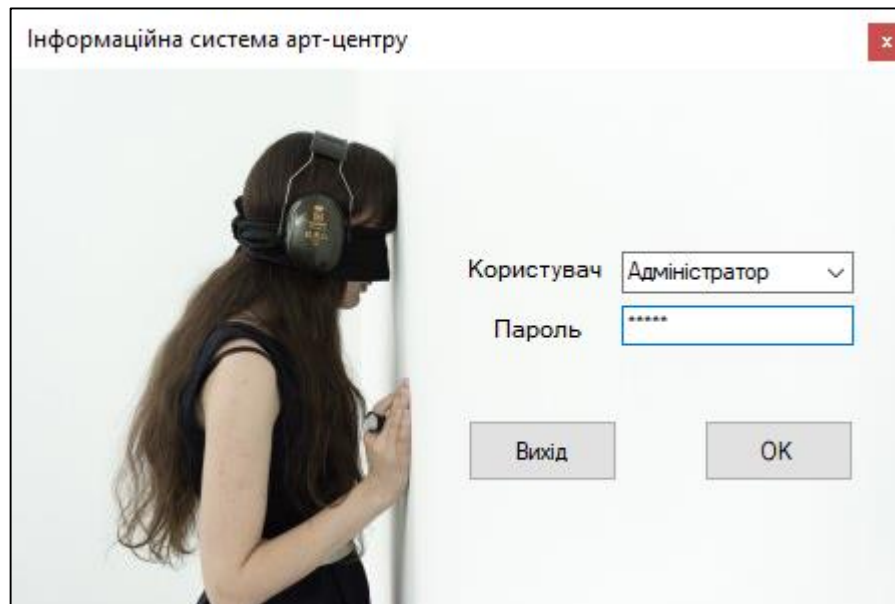 Інформаційна система арт-центру
x
Користувач
Адміністратор
Пароль
*****
Вихід
OK